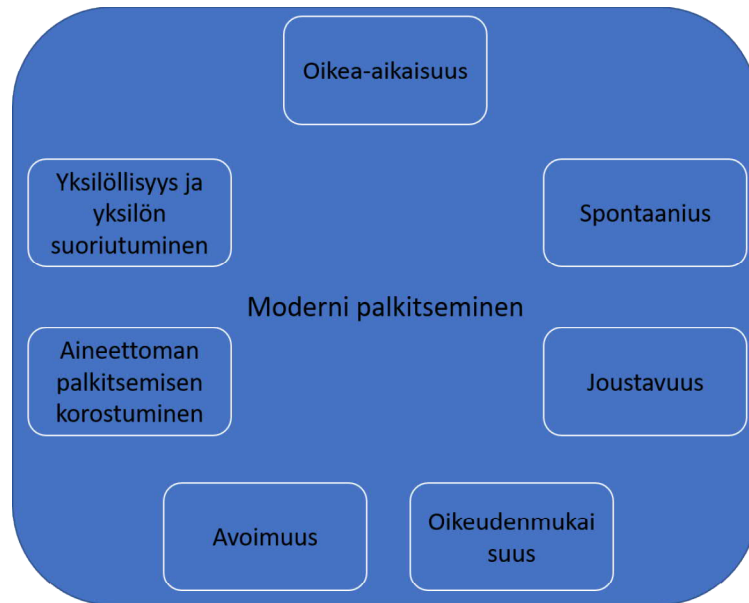 Oikea-aikaisuus
Yksilöllisyys ja
yksilön
suoriutuminen
Spontaanius
Moderni palkitseminen
Aineettoman
palkitsemisen
korostuminen
Joustavuus
Avoimuus
Oikeudenmukai
suus